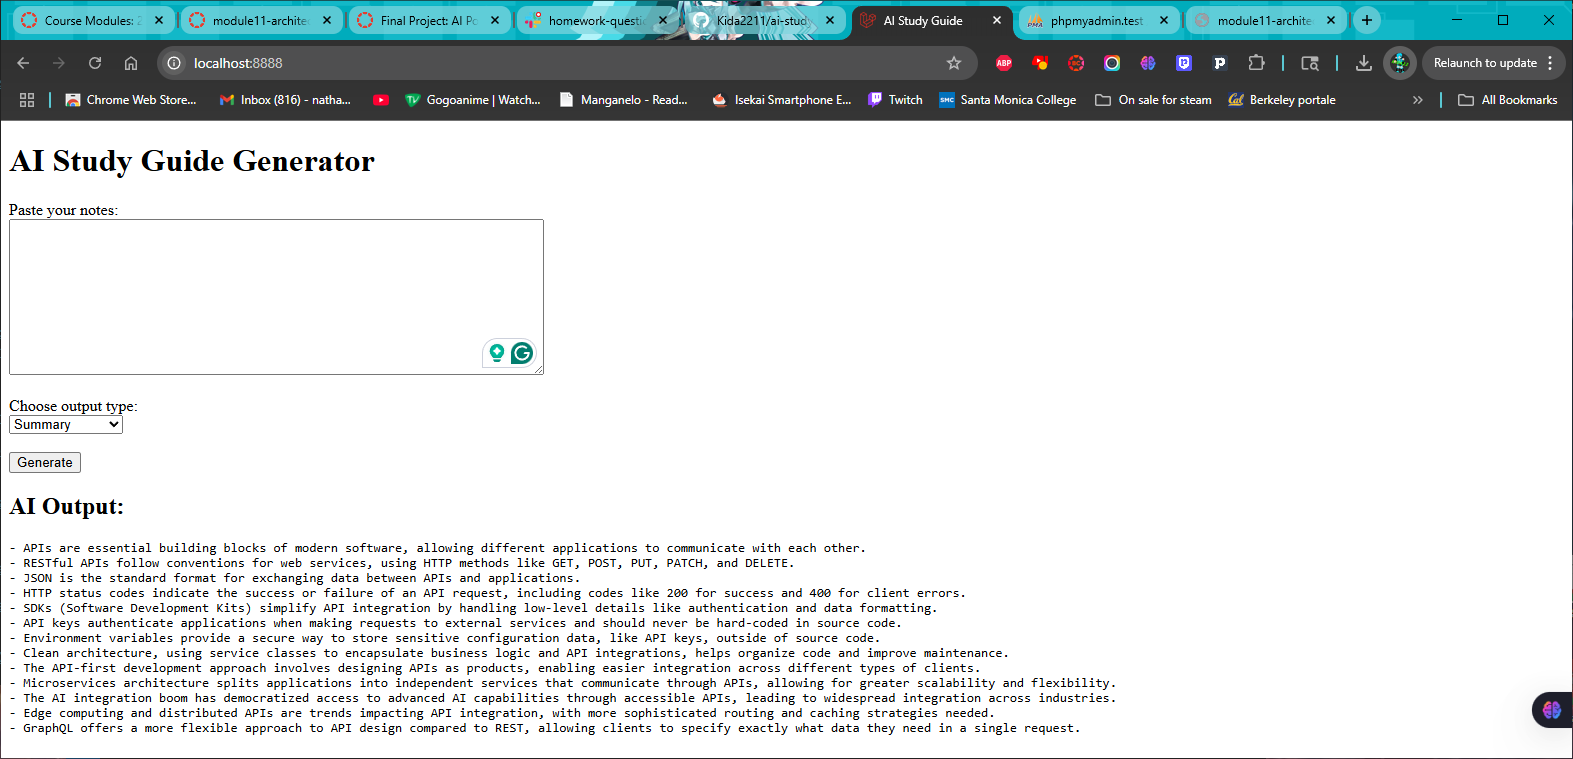 Course Modules: 2
module11-archite
Final Project: AI Po
homework-questio
Kida2211/ai-study
AI Study Guide
phpmyadmin.test
module11-archite
localhost:8888
ABP
Relaunch to update
Chrome Web Store...
Inbox (816) - natha...
Gogoanime | Watch...
Manganelo - Read...
Isekai Smartphone E...
Twitch
SMC
Santa Monica College
On sale for steam
Cal
Berkeley portale
All Bookmarks
AI Study Guide Generator
Paste your notes:
Choose output type:
Summary
Generate
AI Output:
- APIs are essential building blocks of modern software, allowing different applications to communicate with each other.
- RESTful APIs follow conventions for web services, using HTTP methods like GET, POST, PUT, PATCH, and DELETE.
- JSON is the standard format for exchanging data between APIs and applications.
- HTTP status codes indicate the success or failure of an API request, including codes like 200 for success and 400 for client errors.
- SDKs (Software Development Kits) simplify API integration by handling low-level details like authentication and data formatting.
- API keys authenticate applications when making requests to external services and should never be hard-coded in source code.
- Environment variables provide a secure way to store sensitive configuration data, like API keys, outside of source code.
- Clean architecture, using service classes to encapsulate business logic and API integrations, helps organize code and improve maintenance.
- The API-first development approach involves designing APIs as products, enabling easier integration across different types of clients.
- Microservices architecture splits applications into independent services that communicate through APIs, allowing for greater scalability and flexibility.
- The AI integration boom has democratized access to advanced AI capabilities through accessible APIs, leading to widespread integration across industries.
- Edge computing and distributed APIs are trends impacting API integration, with more sophisticated routing and caching strategies needed.
- GraphQL offers a more flexible approach to API design compared to REST, allowing clients to specify exactly what data they need in a single request.